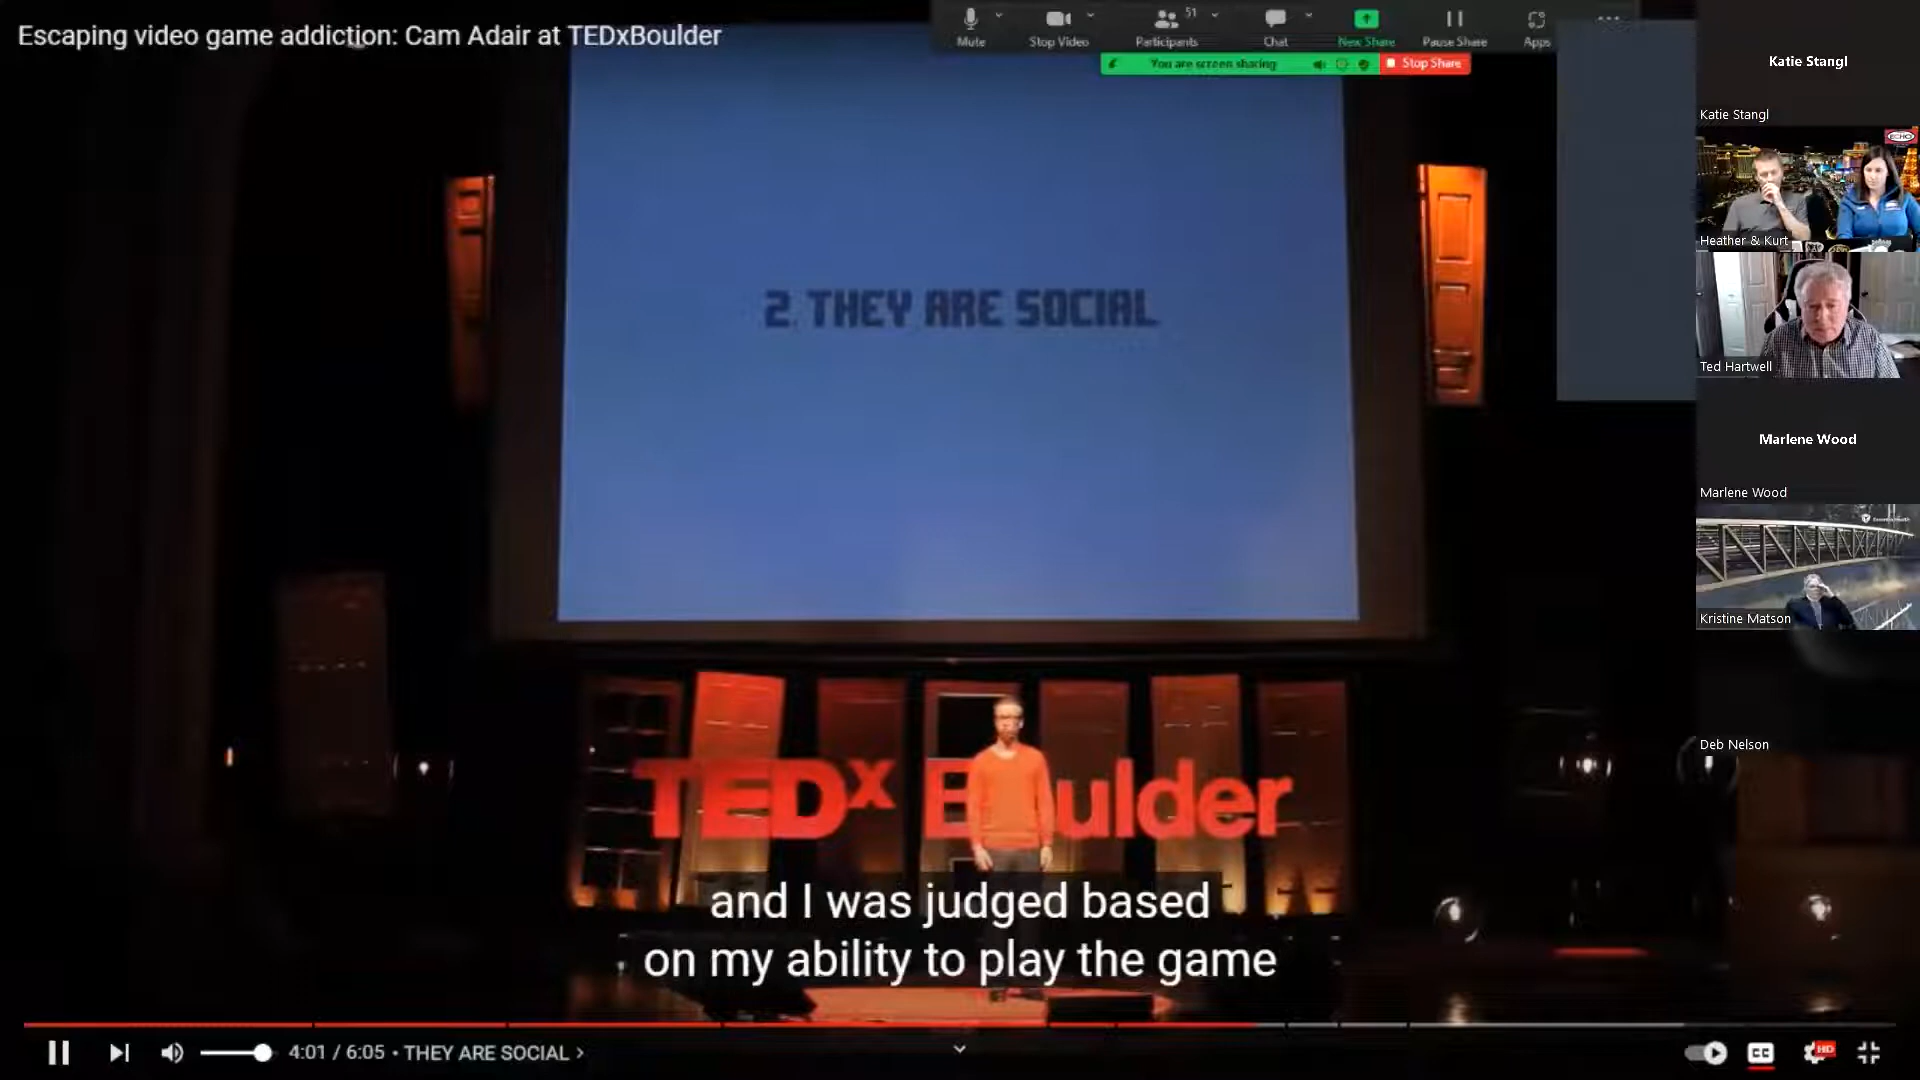 Escaping video game addiction: Cam Adair at TEDxBoulder
Mute
Stop Video
51
Participants
Chat
New Share
Pause Share
Apps
You are screen sharing
Stop Share
2. THEY ARE SOCIAL
TEDx Boulder
and I was judged based
on my ability to play the game
4:01 / 6:05 • THEY ARE SOCIAL >
CC
HD
Katie Stangl
Katie Stangl
ECHO
Heather & Kurt
Ted Hartwell
Marlene Wood
Marlene Wood
Kristine Matson
Deb Nelson